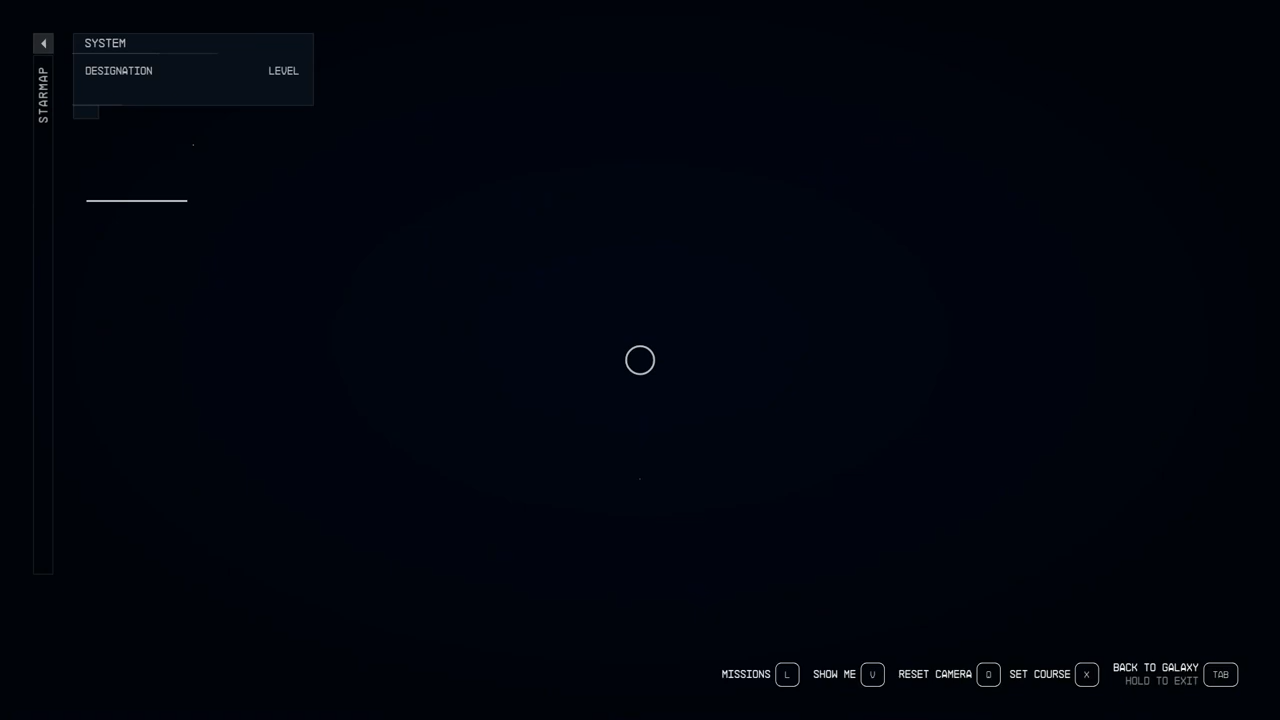 SYSTEM
DESIGNATION LEVEL
STARMAP
MISSIONS L SHOW ME V RESET CAMERA Q SET COURSE X BACK TO GALAXY TAB
HOLD TO EXIT